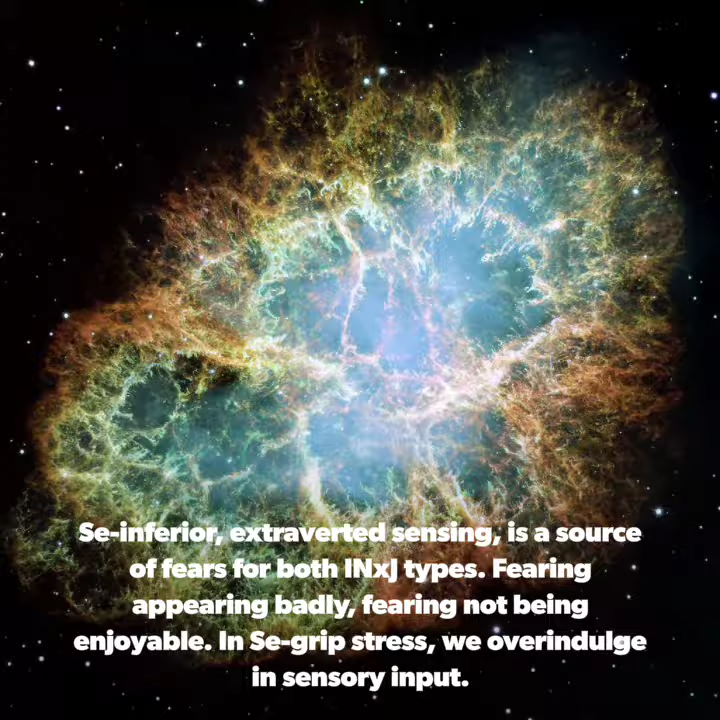 Se-inferior, extraverted sensing, is a source
of fears for both INxJ types. Fearing
appearing badly, fearing not being
enjoyable. In Se-grip stress, we overindulge
in sensory input.